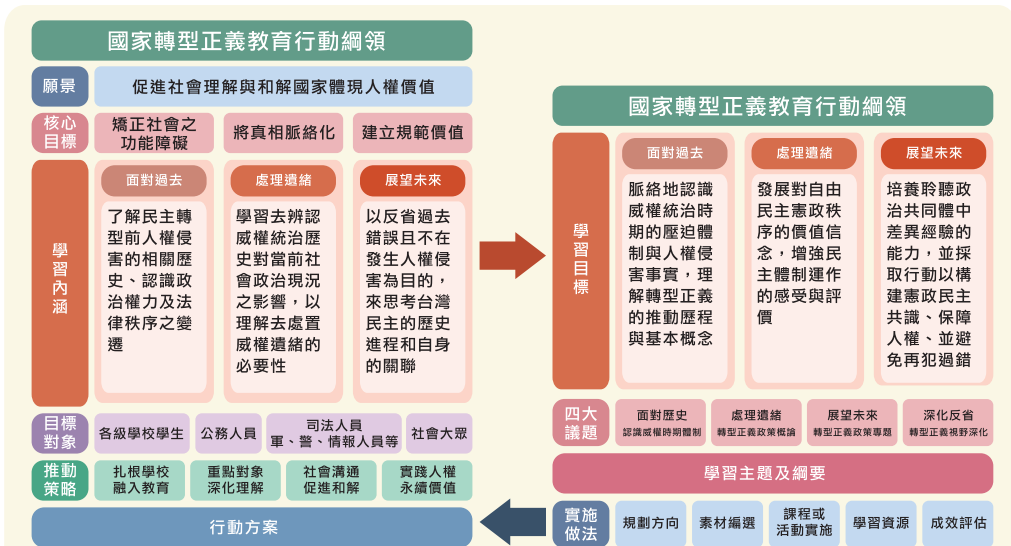 國家轉型正義教育行動綱領
願景
促進社會理解與和解國家體現人權價值
核心
目標
矯正社會之
功能障礙
將真相脈絡化
建立規範價值
學
習
內
涵
面對過去
了解民主轉
型前人權侵
害的相關歷
史、認識政
治權力及法
律秩序之變
遷
處理遺緒
學習去辨認
威權統治歷
史對當前社
會政治現況
之影響，以
理解去處置
威權遺緒的
必要性
展望未來
以反省過去
錯誤且不在
發生人權侵
害為目的，
來思考台灣
民主的歷史
進程和自身
的關聯
目標
對象
各級學校學生
公務人員
司法人員
軍、警、情報人員等
社會大眾
推動
策略
扎根學校
融入教育
重點對象
深化理解
社會溝通
促進和解
實踐人權
永續價值
行動方案
國家轉型正義教育行動綱領
學
習
目
標
面對過去
脈絡地認識
威權統治時
期的壓迫體
制與人權侵
害事實，理
解轉型正義
的推動歷程
與基本概念
處理遺緒
發展對自由
民主憲政秩
序的價值信
念，增強民
主體制運作
的感受與評
價
展望未來
培養聆聽政
治共同體中
差異經驗的
能力，並採
取行動以構
建憲政民主
共識、保障
人權、並避
免再犯過錯
四大
議題
面對歷史
認識威權時期體制
處理遺緒
轉型正義政策概論
展望未來
轉型正義政策專題
深化反省
轉型正義視野深化
學習主題及綱要
實施
做法
規劃方向
素材編選
課程或
活動實施
學習資源
成效評估